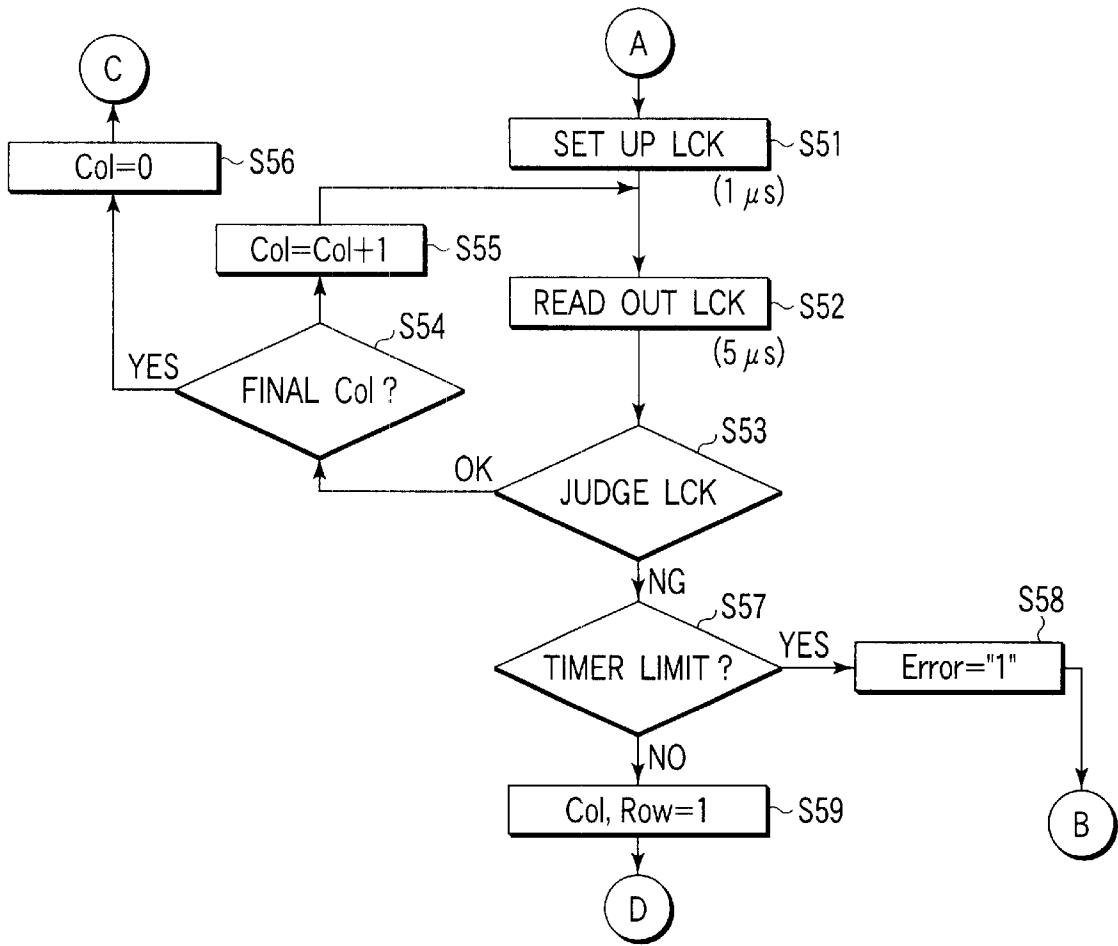 A
C
SET UP LCK
S51
(1 μs)
Col=0
S56
Col=Col+1
S55
READ OUT LCK
S52
(5 μs)
S54
YES
FINAL Col ?
S53
OK
JUDGE LCK
NG
S57
TIMER LIMIT ?
YES
S58
Error="1"
NO
Col, Row=1
S59
B
D